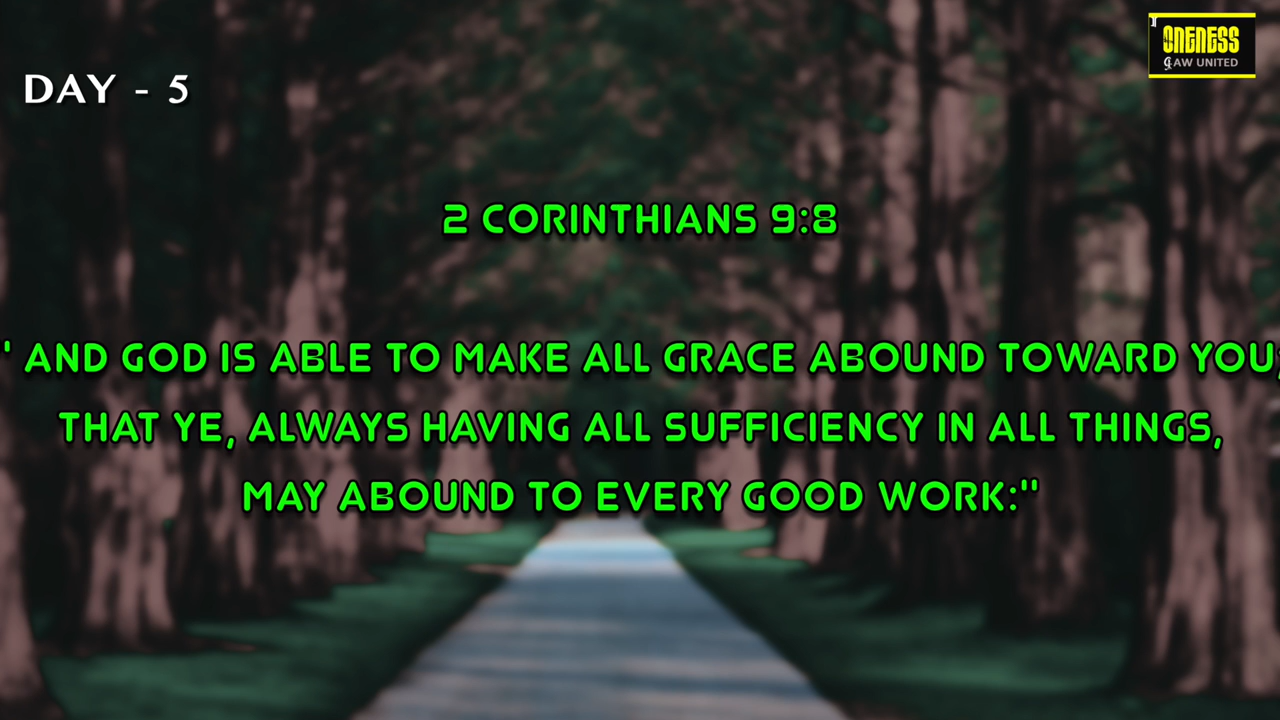 ONENESS
LAW UNITED
DAY - 5
2 CORINTHIANS 9:8
" AND GOD IS ABLE TO MAKE ALL GRACE ABOUND TOWARD YOU;
THAT YE, ALWAYS HAVING ALL SUFFICIENCY IN ALL THINGS,
MAY ABOUND TO EVERY GOOD WORK:"